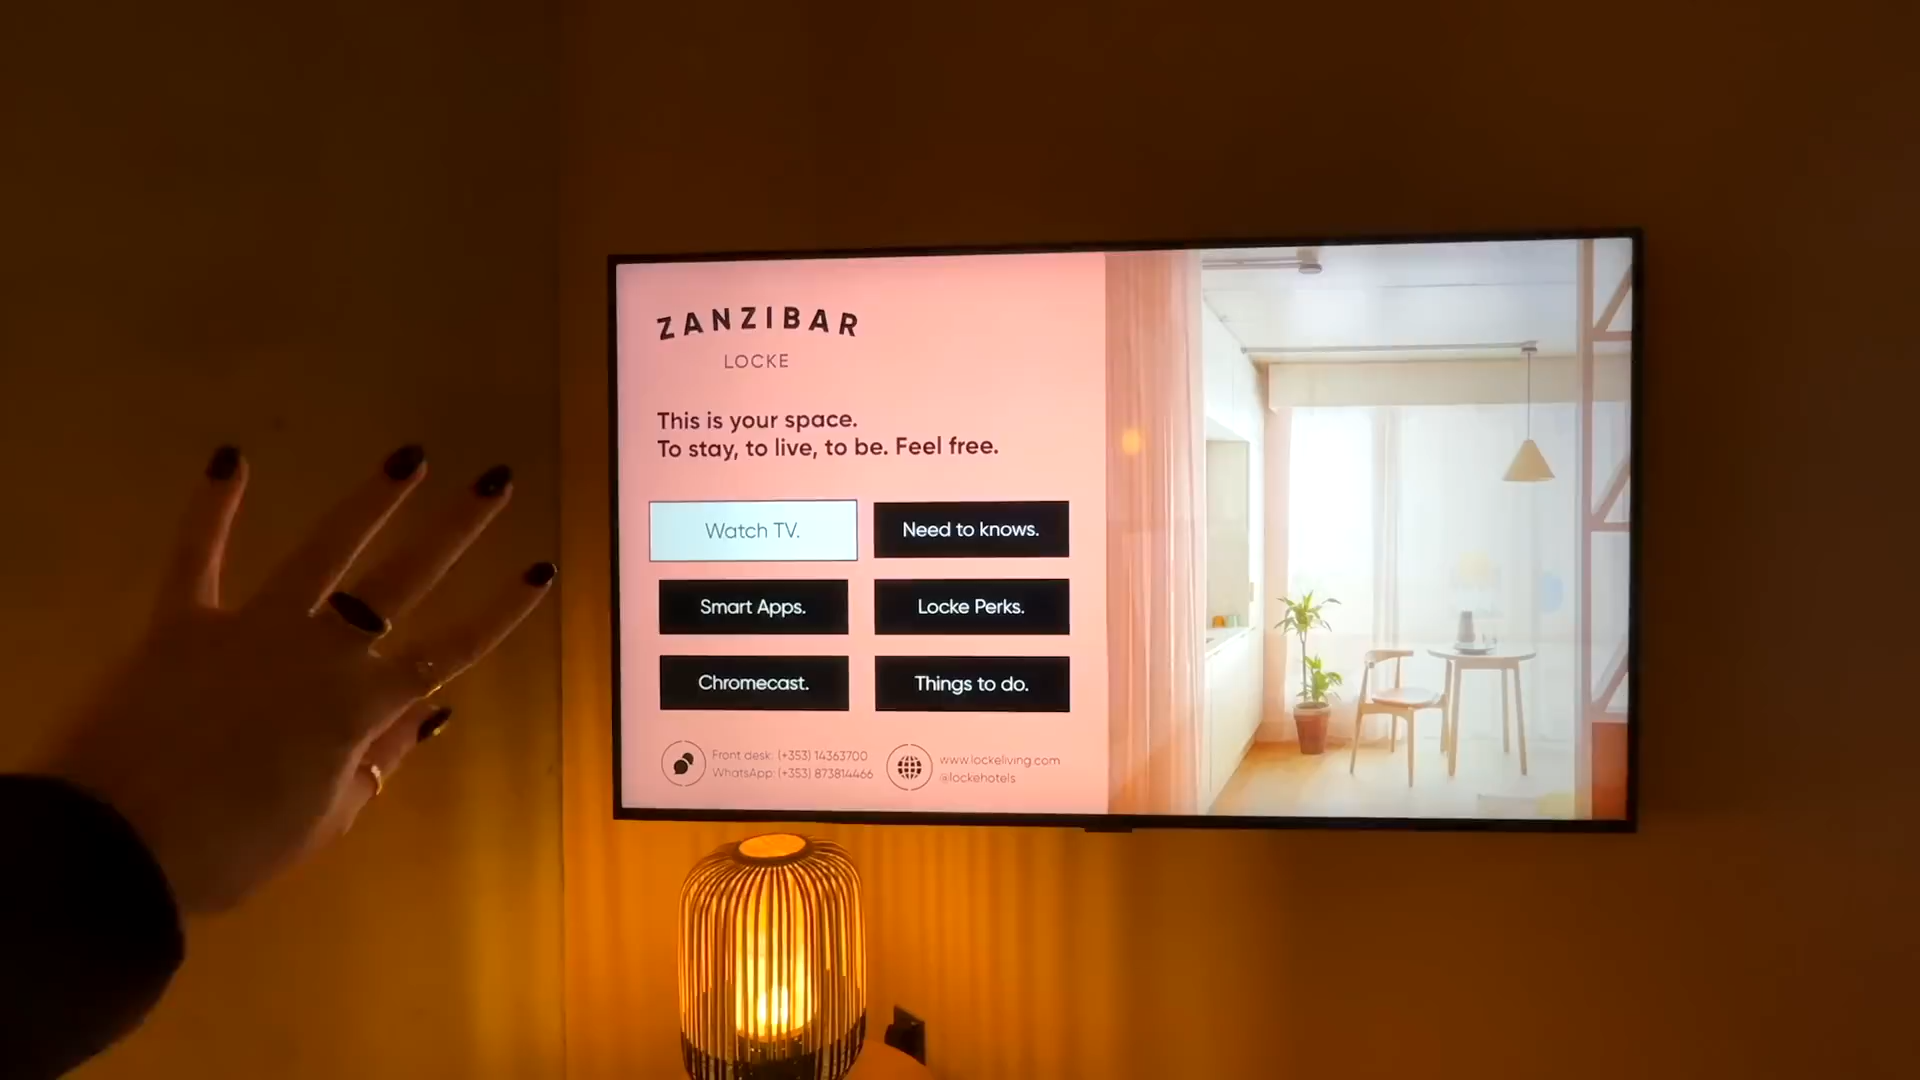 ZANZIBAR
LOCKE
This is your space.
To stay, to live, to be. Feel free.
Watch TV.
Need to knows.
Smart Apps.
Locke Perks.
Chromecast.
Things to do.
Front desk: (+353) 14363700
WhatsApp: (+353) 873814466
www.lockeliving.com
@lockehotels